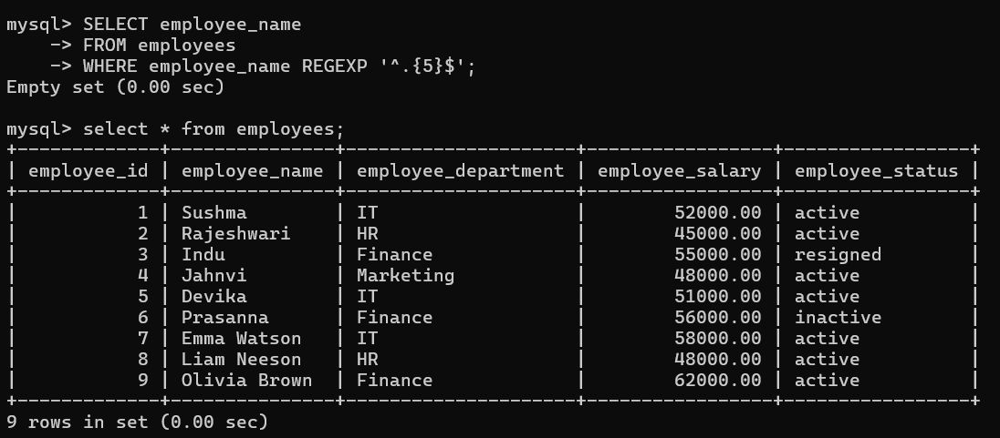 mysql> SELECT employee_name
    -> FROM employees
    -> WHERE employee_name REGEXP '^.{5}$';
Empty set (0.00 sec)

mysql> select * from employees;
+-------------+---------------+---------------------+-----------------+-----------------+
| employee_id | employee_name | employee_department | employee_salary | employee_status |
+-------------+---------------+---------------------+-----------------+-----------------+
|           1 | Sushma        | IT                  |        52000.00 | active          |
|           2 | Rajeshwari    | HR                  |        45000.00 | active          |
|           3 | Indu          | Finance             |        55000.00 | resigned        |
|           4 | Jahnvi        | Marketing           |        48000.00 | active          |
|           5 | Devika        | IT                  |        51000.00 | active          |
|           6 | Prasanna      | Finance             |        56000.00 | inactive        |
|           7 | Emma Watson   | IT                  |        58000.00 | active          |
|           8 | Liam Neeson   | HR                  |        48000.00 | active          |
|           9 | Olivia Brown  | Finance             |        62000.00 | active          |
+-------------+---------------+---------------------+-----------------+-----------------+
9 rows in set (0.00 sec)